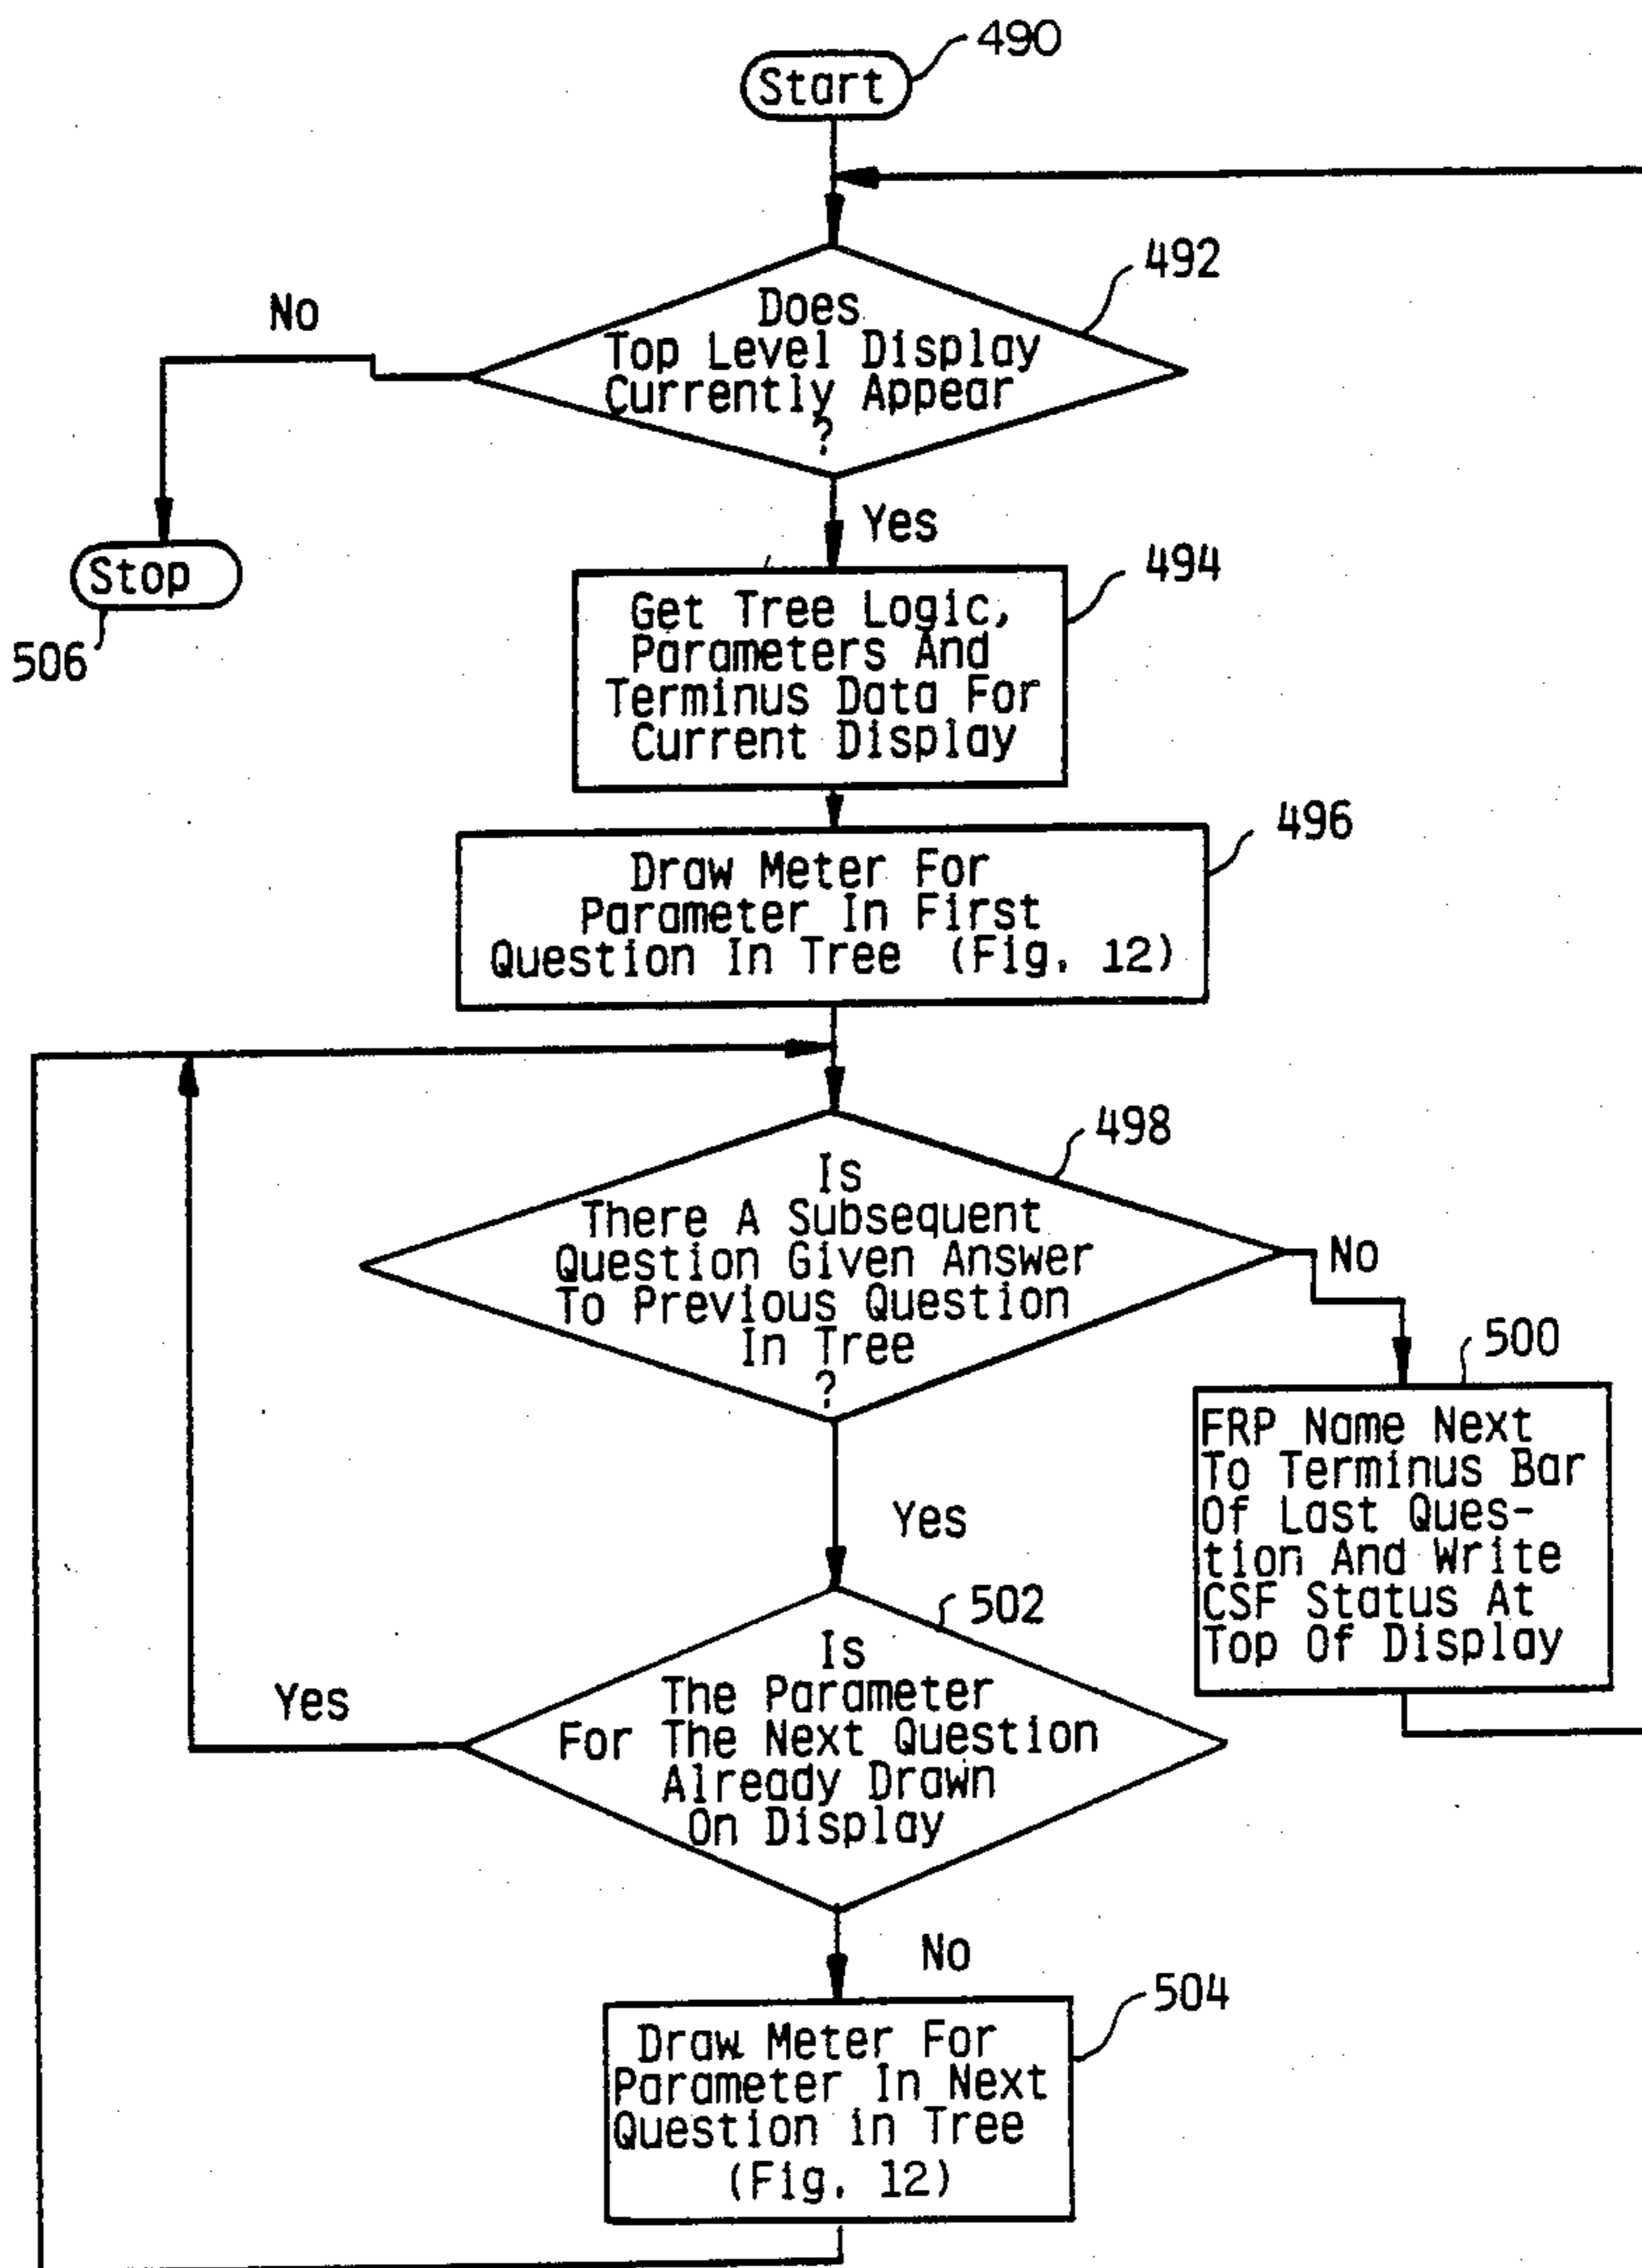 490
Start
492
Does
Top Level Display
Currently Appear
?
No
Yes
Stop
506
494
Get Tree Logic,
Parameters And
Terminus Data For
Current Display
496
Draw Meter For
Parameter In First
Question In Tree (Fig. 12)
498
Is
There A Subsequent
Question Given Answer
To Previous Question
In Tree
?
No
500
FRP Name Next
To Terminus Bar
Of Last Ques-
tion And Write
CSF Status At
Top Of Display
Yes
502
Is
The Parameter
For The Next Question
Already Drawn
On Display
Yes
No
504
Draw Meter For
Parameter In Next
Question in Tree
(Fig. 12)